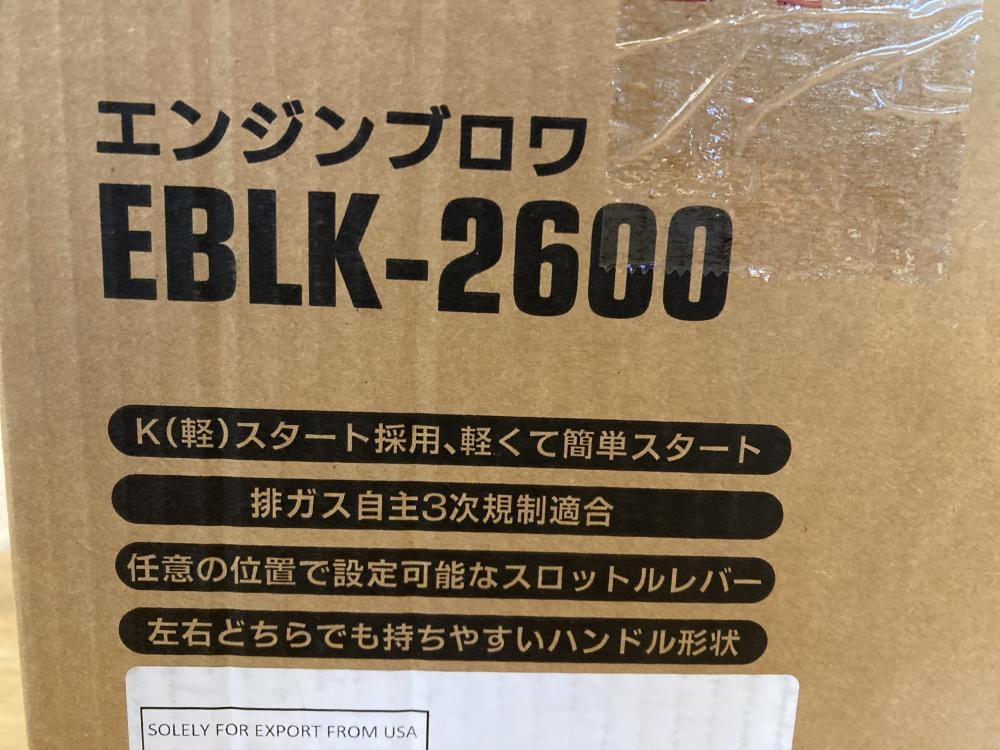 エンジンブロワ
EBLK-2600
K(軽)スタート採用、軽くて簡単スタート
排ガス自主3次規制適合
任意の位置で設定可能なスロットルレバー
左右どちらでも持ちやすいハンドル形状
SOLELY FOR EXPORT FROM USA